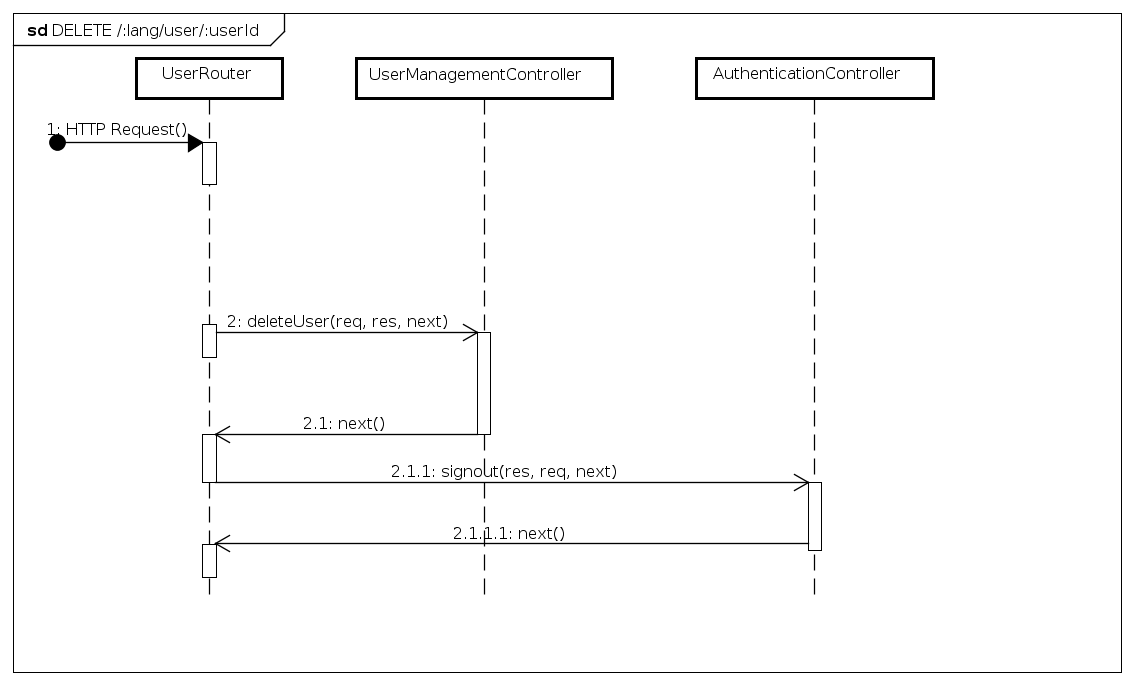 sd DELETE /:lang/user/:userId
UserRouter
UserManagementController
AuthenticationController
1: HTTP Request()
2: deleteUser(req, res, next)
2.1: next()
2.1.1: signout(res, req, next)
2.1.1.1: next()